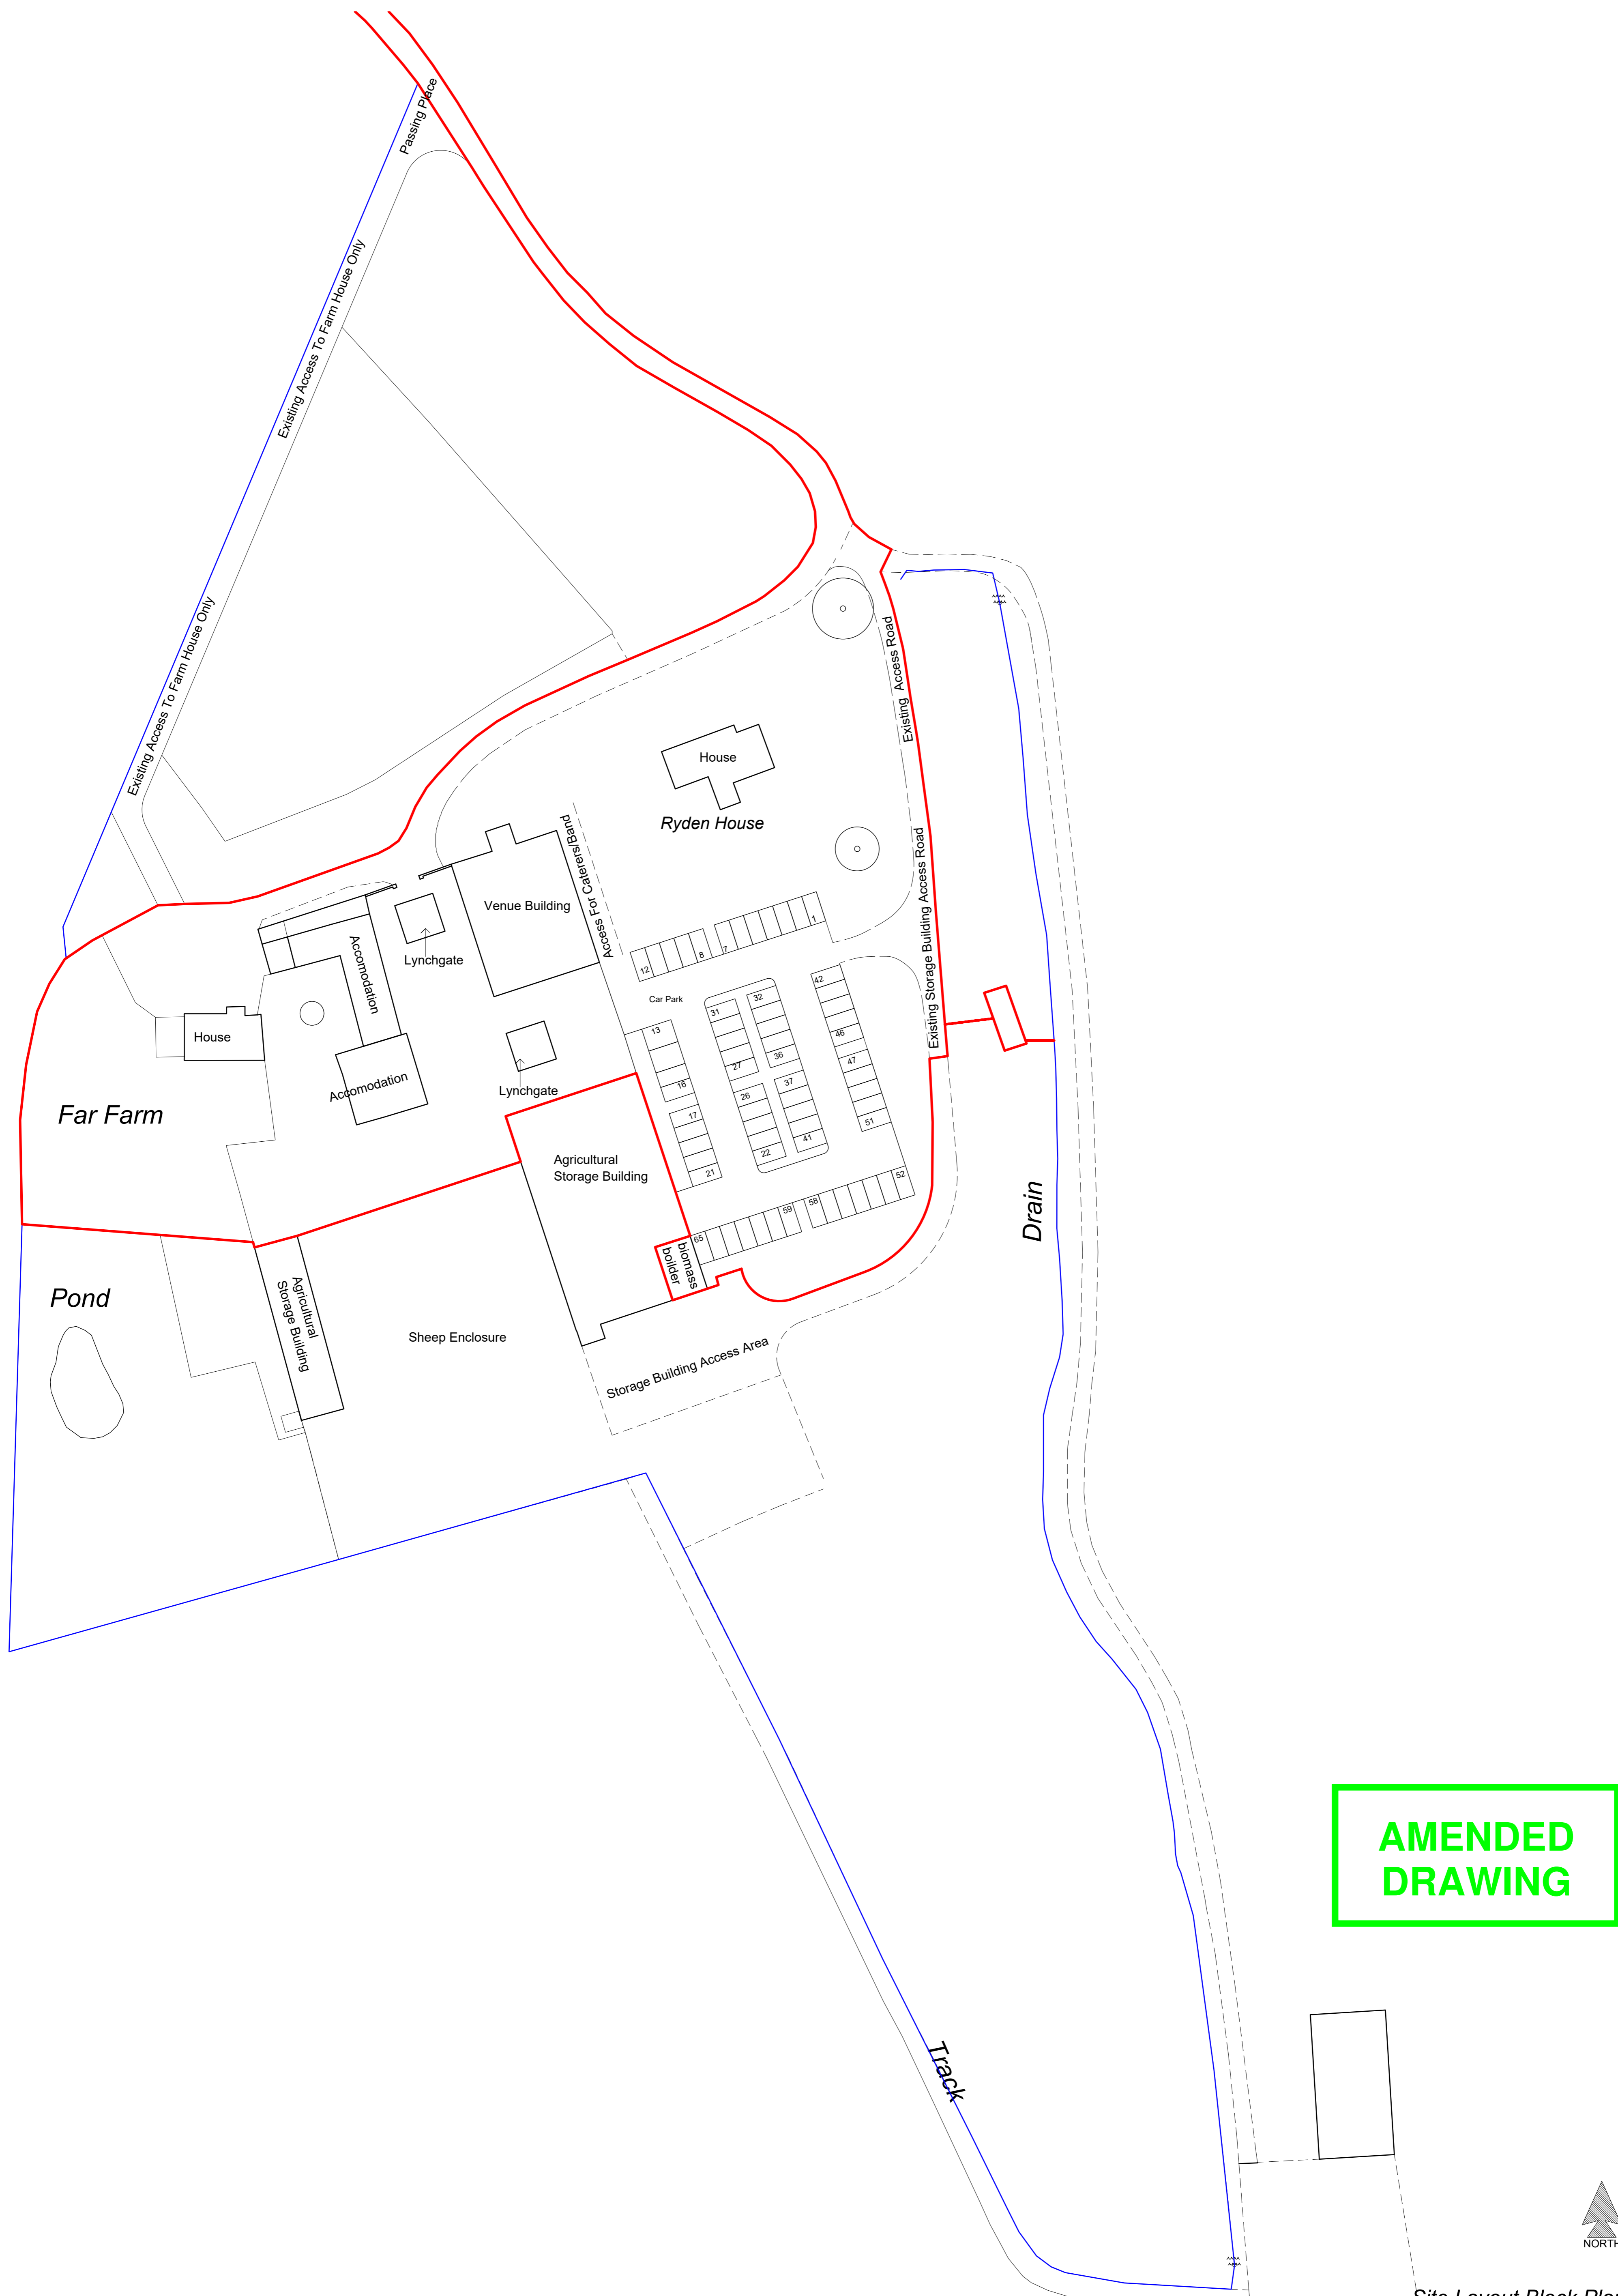 Passing Place
Existing Access To Farm House Only
Existing Access To Farm House Only
Existing Access Road
House
Ryden House
Access For Caterers/Band
Existing Storage Building Access Road
Venue Building
Lynchgate
Accomodation
House
Accomodation
Lynchgate
Far Farm
1
7
8
12
Car Park
13
16
17
21
31
32
27
36
26
37
22
41
42
46
47
51
52
58
59
65
Agricultural
Storage Building
biomass
boilder
Drain
Pond
Agricultural
Storage Building
Sheep Enclosure
Storage Building Access Area
AMENDED
DRAWING
Track
NORTH